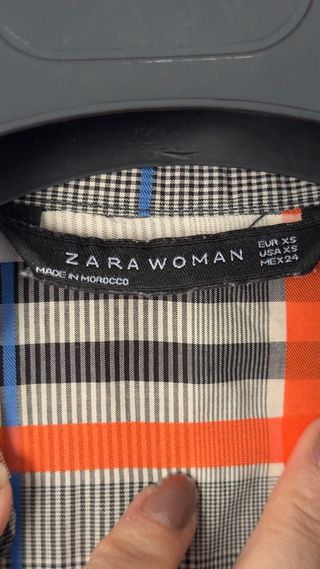 ZARA WOMAN
EUR XS
USA XS
MEX 24
MADE IN MOROCCO